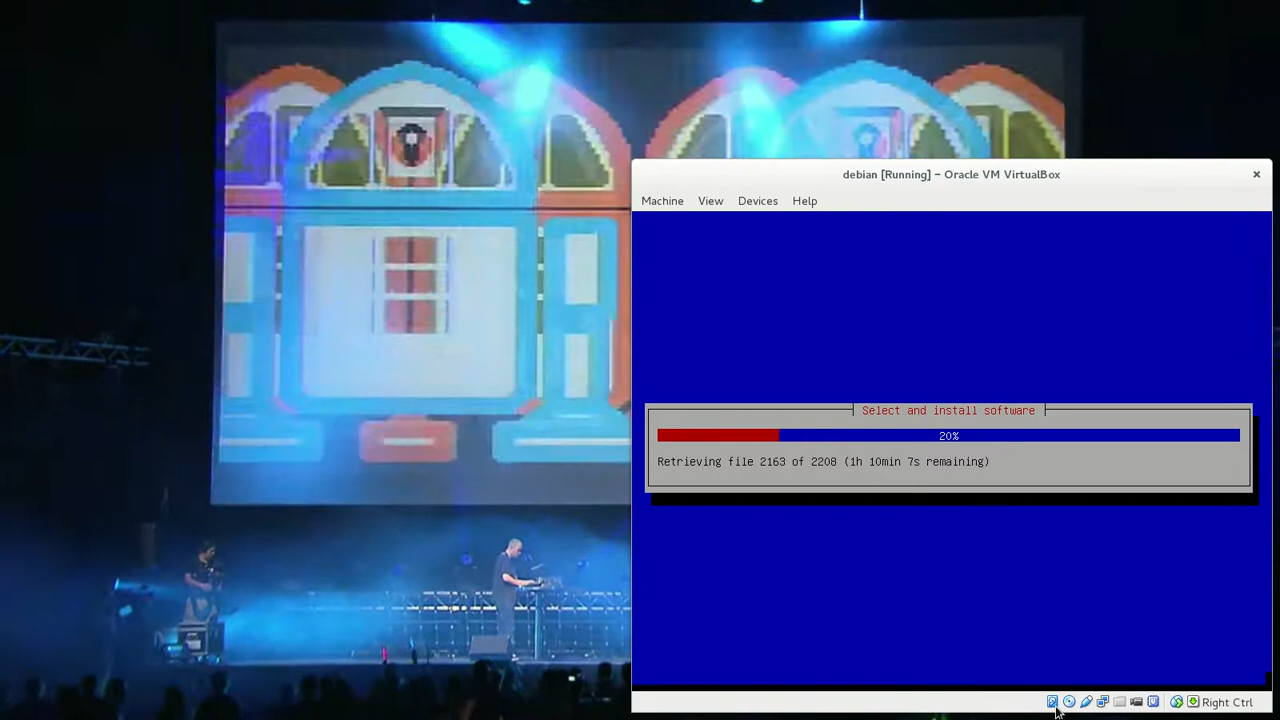 debian [Running] – Oracle VM VirtualBox
Machine View Devices Help
Select and install software
20%
Retrieving file 2163 of 2208 (1h 10min 7s remaining)
Right Ctrl